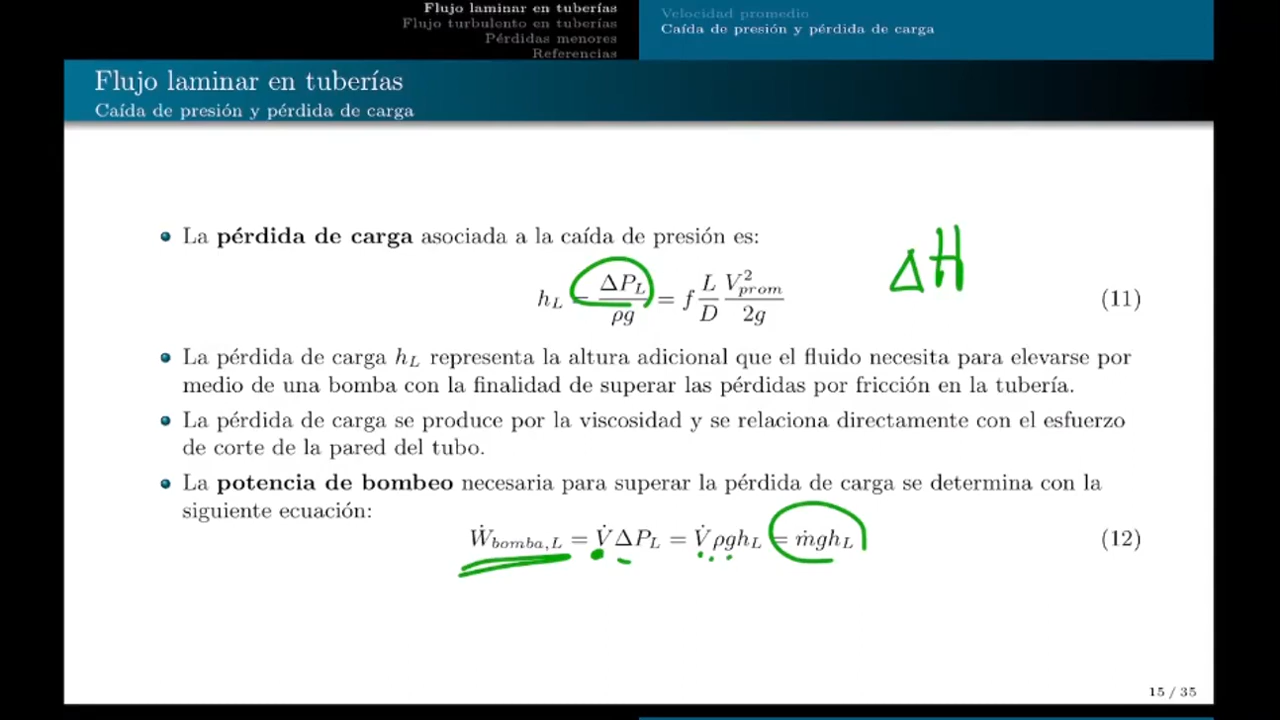 Flujo laminar en tuberías
Flujo turbulento en tuberías
Pérdidas menores
Referencias
Velocidad promedio
Caída de presión y pérdida de carga
Flujo laminar en tuberías
Caída de presión y pérdida de carga
La pérdida de carga asociada a la caída de presión es:
ΔH
h_L = ΔP_L/ρg = f L/D V²_prom/2g (11)
La pérdida de carga h_L representa la altura adicional que el fluido necesita para elevarse por
medio de una bomba con la finalidad de superar las pérdidas por fricción en la tubería.
La pérdida de carga se produce por la viscosidad y se relaciona directamente con el esfuerzo
de corte de la pared del tubo.
La potencia de bombeo necesaria para superar la pérdida de carga se determina con la
siguiente ecuación:
Ẇ_bomba,L = V̇ΔP_L = V̇ρgh_L = ṁgh_L (12)
15 / 35